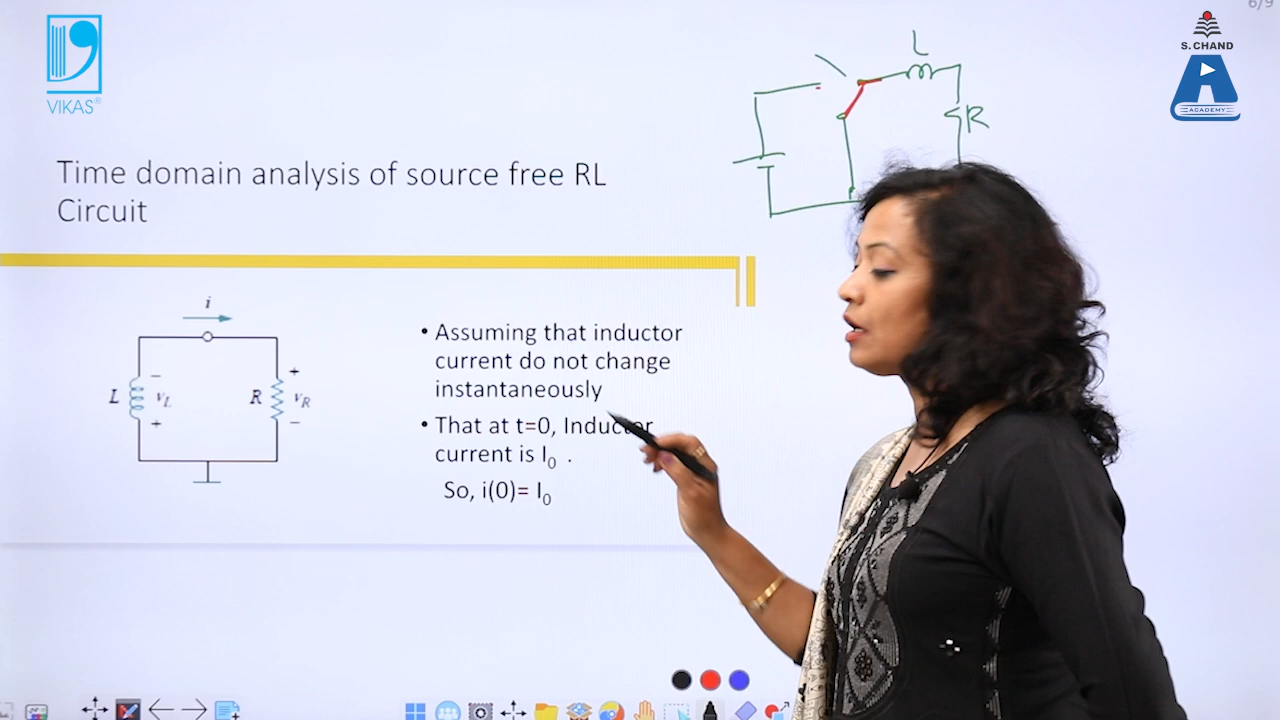 6/9
VIKAS®
S. CHAND
ACADEMY
L
R
Time domain analysis of source free RL
Circuit
i
L
vL
R
vR
+
−
−
+
• Assuming that inductor
current do not change
instantaneously
• That at t=0, Inductor
current is I₀ .
So, i(0)= I₀